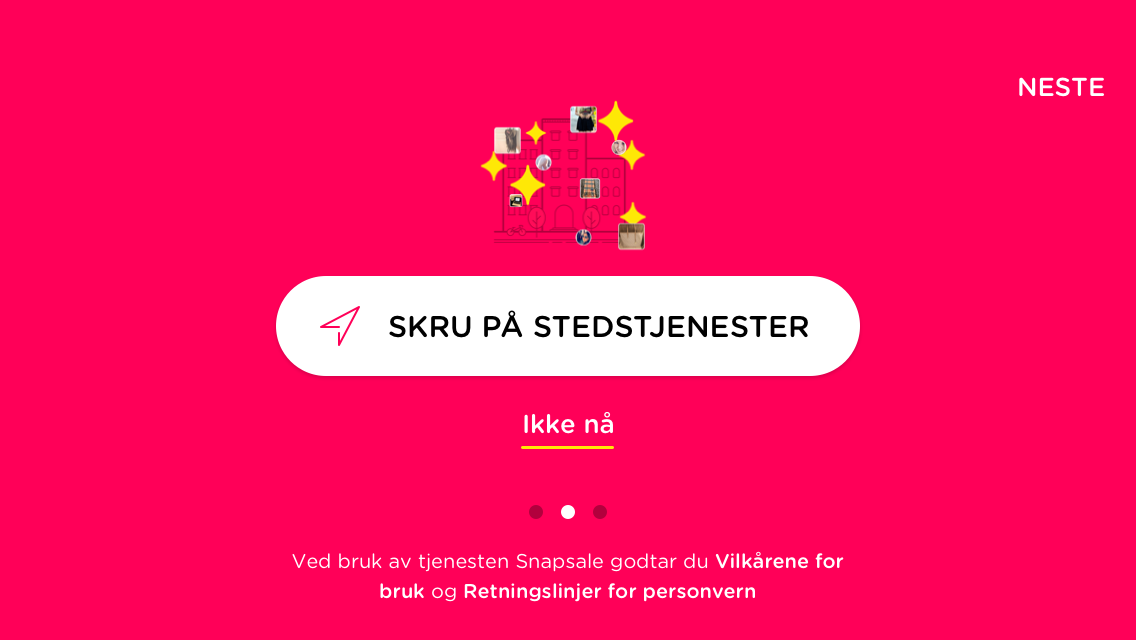 NESTE
SKRU PÅ STEDSTJENESTER
Ikke nå
Ved bruk av tjenesten Snapsale godtar du Vilkårene for
bruk og Retningslinjer for personvern